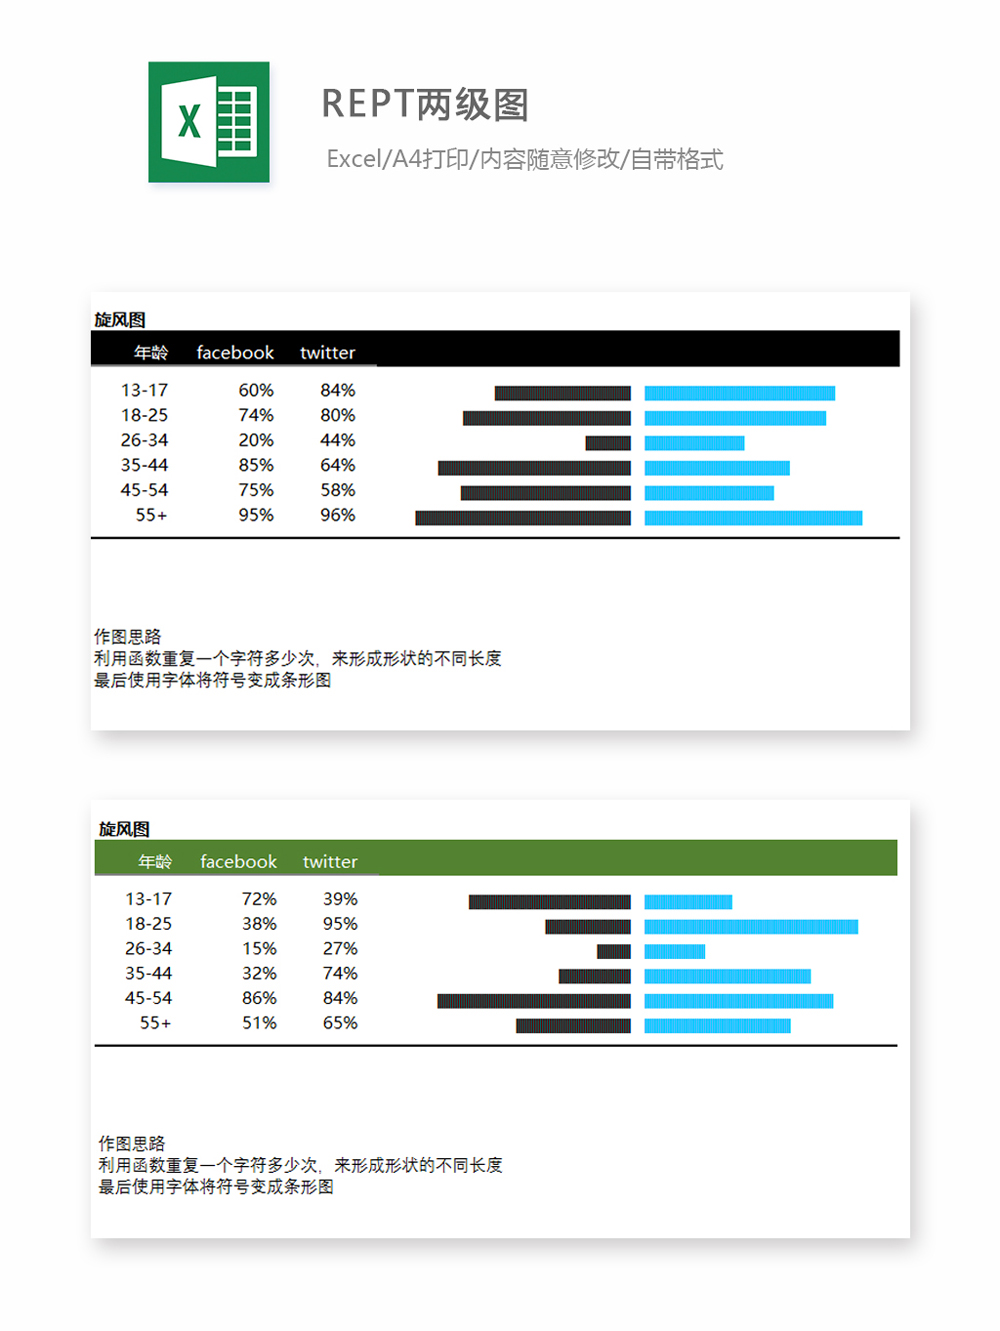 X
REPT两级图
Excel/A4打印/内容随意修改/自带格式
旋风图
年龄 facebook twitter
13-17 60% 84%
18-25 74% 80%
26-34 20% 44%
35-44 85% 64%
45-54 75% 58%
55+ 95% 96%
作图思路
利用函数重复一个字符多少次，来形成形状的不同长度
最后使用字体将符号变成条形图
旋风图
年龄 facebook twitter
13-17 72% 39%
18-25 38% 95%
26-34 15% 27%
35-44 32% 74%
45-54 86% 84%
55+ 51% 65%
作图思路
利用函数重复一个字符多少次，来形成形状的不同长度
最后使用字体将符号变成条形图